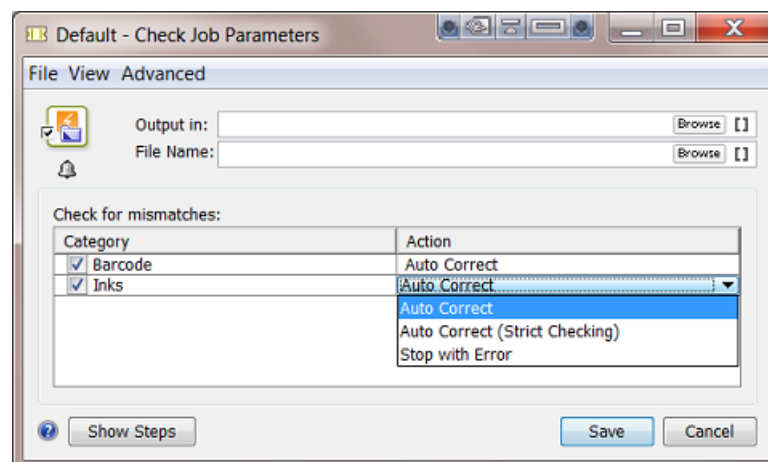 Default - Check Job Parameters
File View Advanced
Output in: Browse []
File Name: Browse []
Check for mismatches:
Category Action
Barcode Auto Correct
Inks Auto Correct
Auto Correct
Auto Correct (Strict Checking)
Stop with Error
? Show Steps Save Cancel